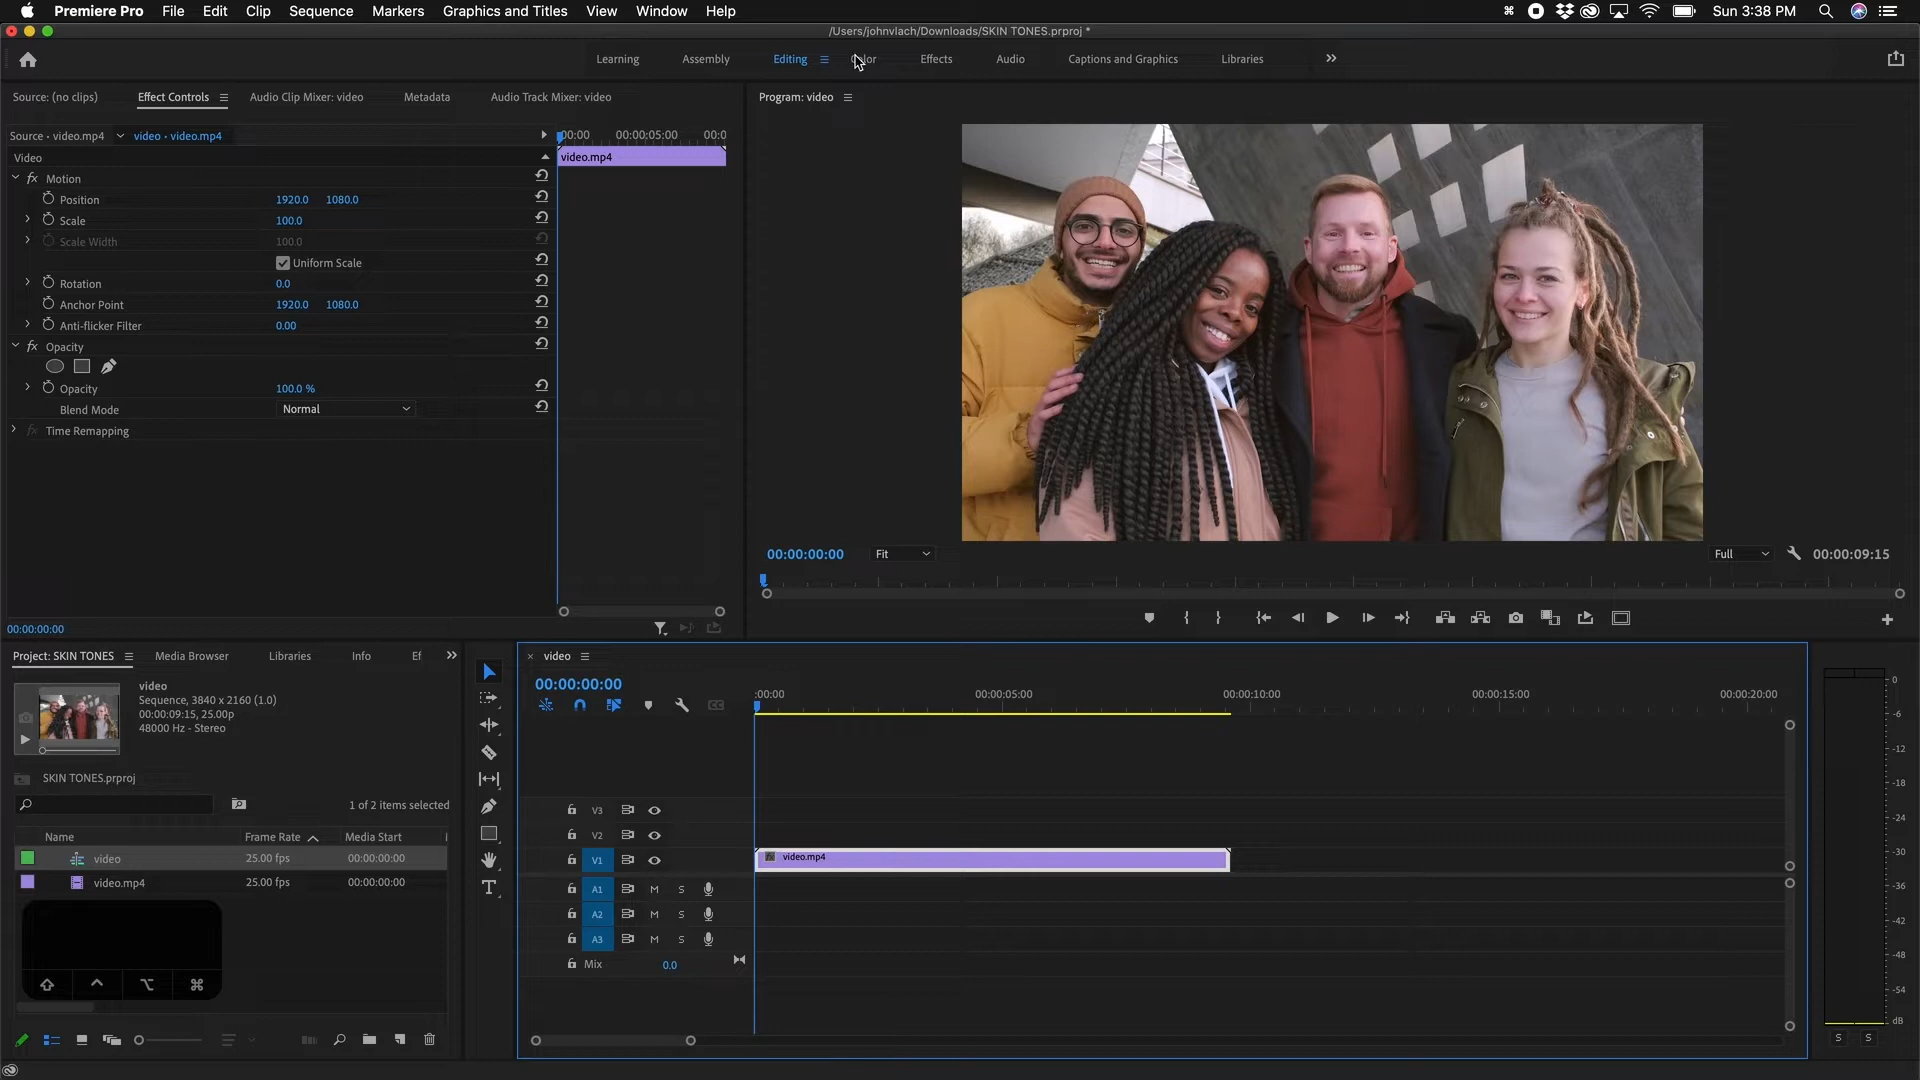 Premiere Pro File Edit Clip Sequence Markers Graphics and Titles View Window Help Sun 3:38 PM
/Users/johnvlach/Downloads/SKIN TONES.prproj *
Learning Assembly Editing Color Effects Audio Captions and Graphics Libraries
Source: (no clips) Effect Controls Audio Clip Mixer: video Metadata Audio Track Mixer: video
Program: video
Source • video.mp4 video • video.mp4
:00:00 00:00:05:00 00:0
Video
video.mp4
fx Motion
Position 1920.0 1080.0
Scale 100.0
Scale Width 100.0
Uniform Scale
Rotation 0.0
Anchor Point 1920.0 1080.0
Anti-flicker Filter 0.00
fx Opacity
Opacity 100.0 %
Blend Mode Normal
fx Time Remapping
00:00:00:00
00:00:00:00 Fit Full 00:00:09:15
Project: SKIN TONES Media Browser Libraries Info Ef
video
Sequence, 3840 x 2160 (1.0)
00:00:09:15, 25.00p
48000 Hz - Stereo
SKIN TONES.prproj
1 of 2 items selected
Name Frame Rate Media Start
video 25.00 fps 00:00:00:00
video.mp4 25.00 fps 00:00:00:00
× video
00:00:00:00
:00:00 00:00:05:00 00:00:10:00 00:00:15:00 00:00:20:00
V3
V2
V1 video.mp4
A1 M S
A2 M S
A3 M S
Mix 0.0
0
-6
-12
-18
-24
-30
-36
-42
-48
-54
dB
S S